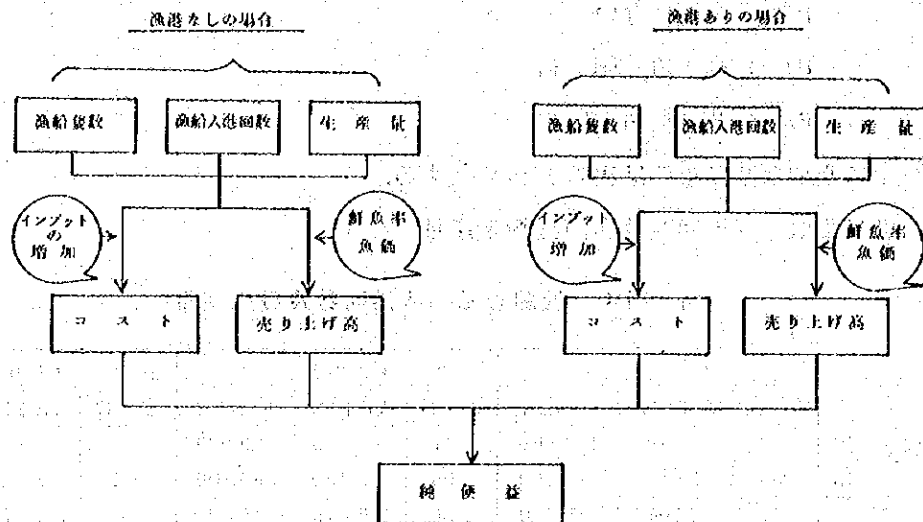 漁港なしの場合
漁港ありの場合
漁船隻数
漁船入港回数
生産量
漁船隻数
漁船入港回数
生産量
インプット
の
増加
鮮魚率
魚価
インプット
増加
鮮魚率
魚価
コスト
売り上げ高
コスト
売り上げ高
純便益